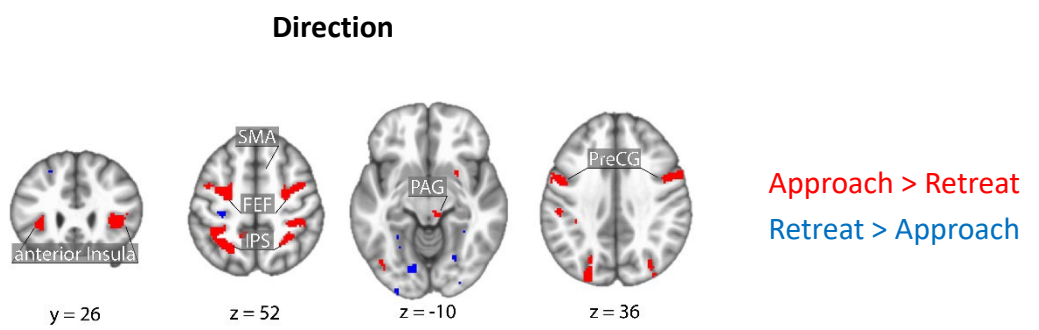 Direction
SMA
FEF
IPS
PAG
PreCG
anterior Insula
Approach > Retreat
Retreat > Approach
y = 26
z = 52
z = -10
z = 36